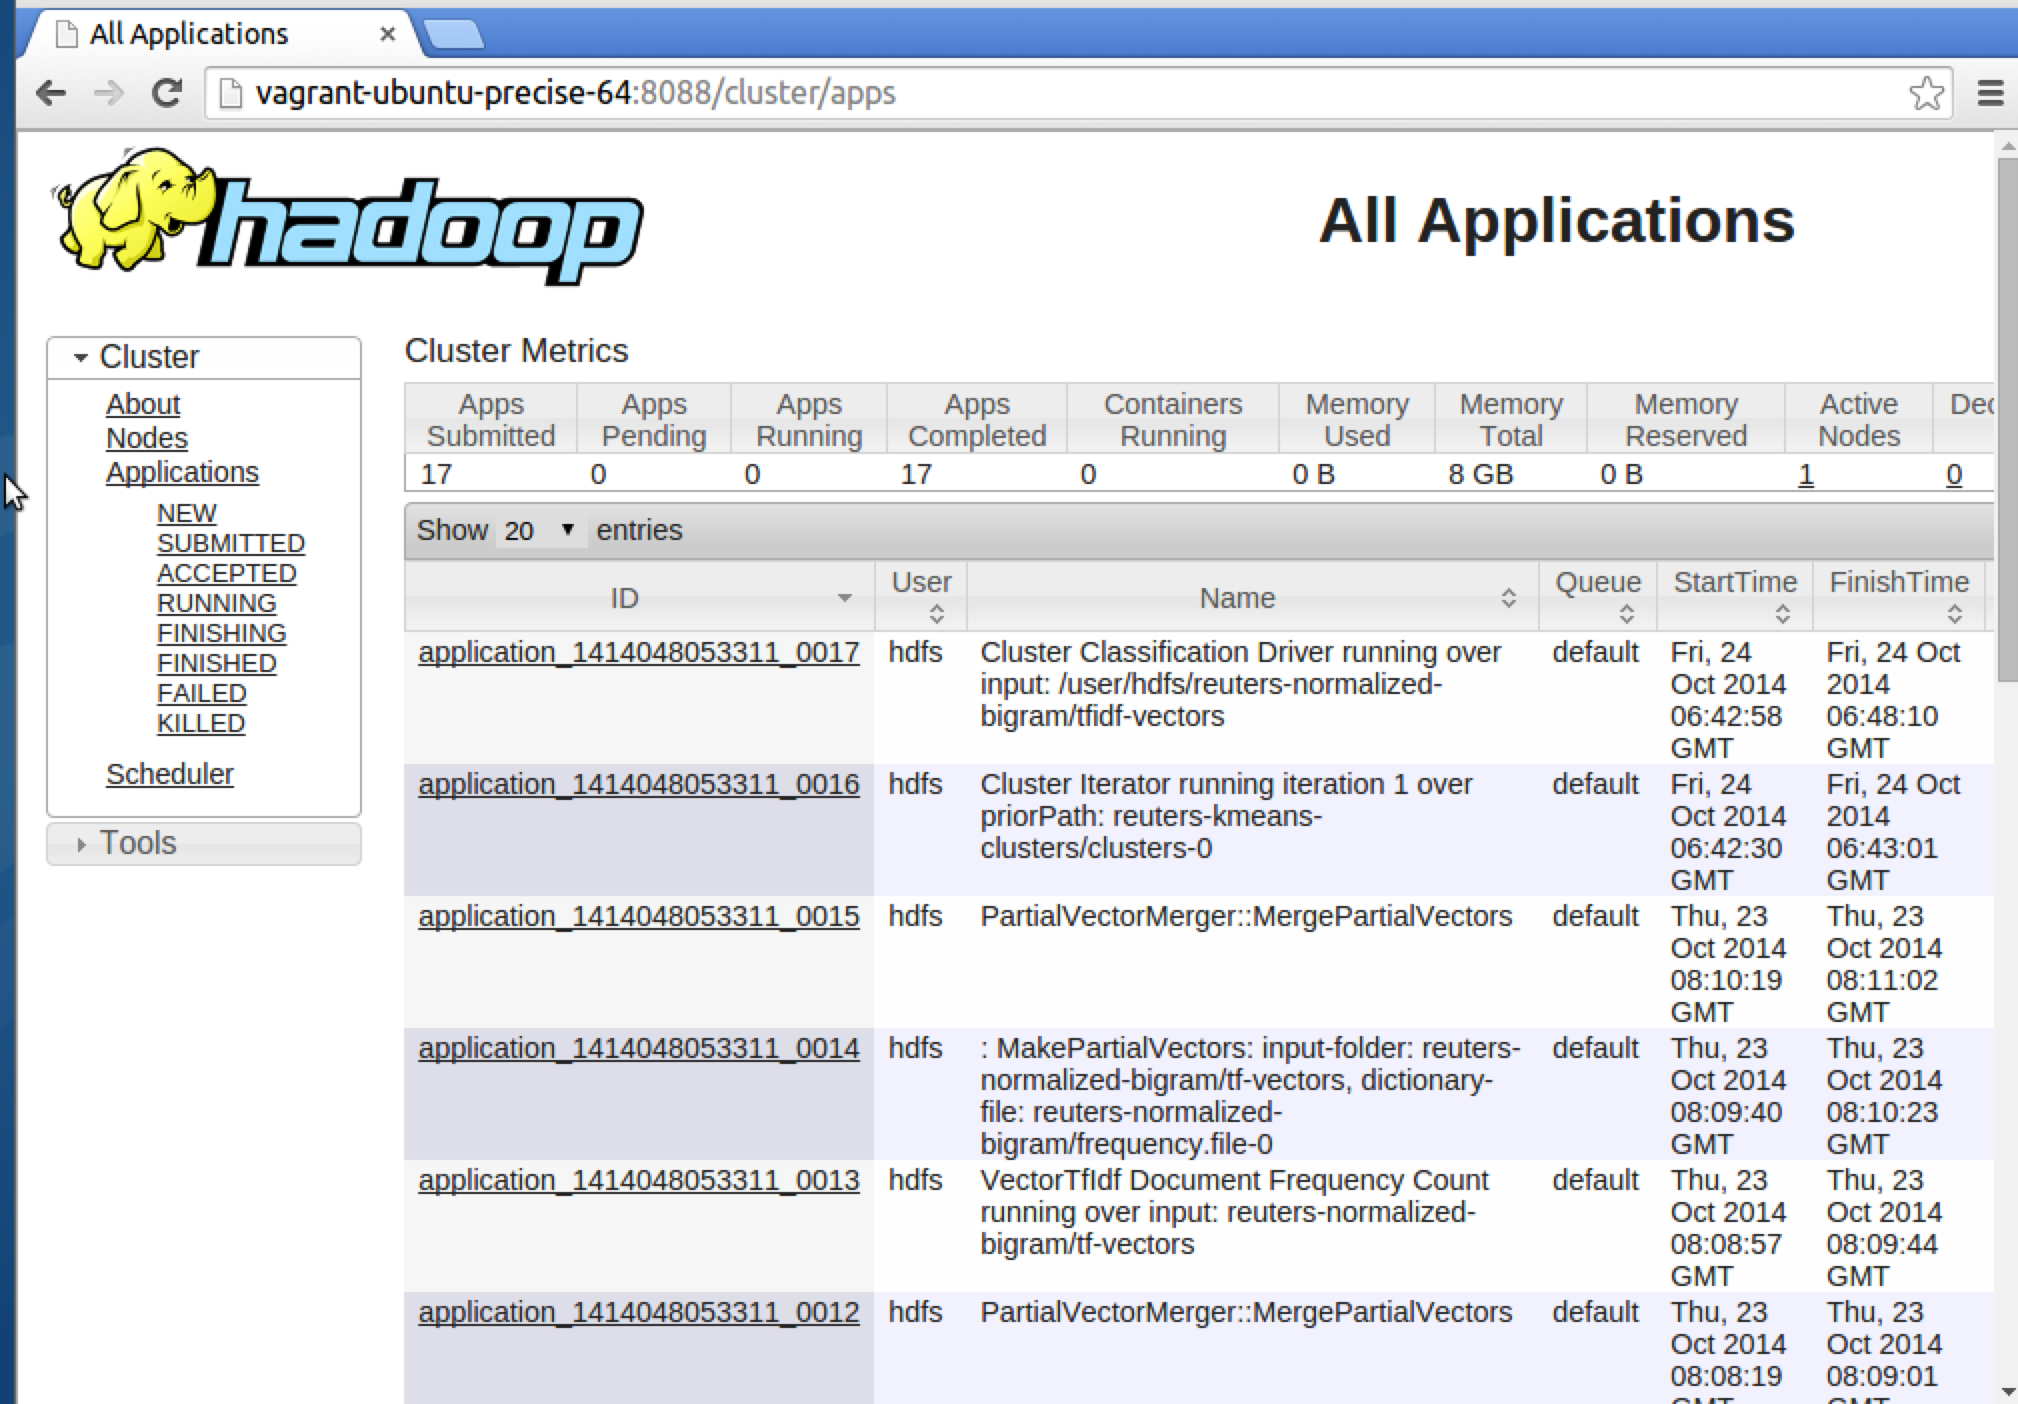 All Applications
vagrant-ubuntu-precise-64:8088/cluster/apps
hadoop
All Applications
Cluster
About
Nodes
Applications
NEW
SUBMITTED
ACCEPTED
RUNNING
FINISHING
FINISHED
FAILED
KILLED
Scheduler
Tools
Cluster Metrics
Apps Submitted Apps Pending Apps Running Apps Completed Containers Running Memory Used Memory Total Memory Reserved Active Nodes
17 0 0 17 0 0 B 8 GB 0 B 1 0
Show 20 entries
ID User Name Queue StartTime FinishTime
application_1414048053311_0017 hdfs Cluster Classification Driver running over default Fri, 24 Fri, 24 Oct
input: /user/hdfs/reuters-normalized- Oct 2014 2014
bigram/tfidf-vectors 06:42:58 06:48:10
GMT GMT
application_1414048053311_0016 hdfs Cluster Iterator running iteration 1 over default Fri, 24 Fri, 24 Oct
priorPath: reuters-kmeans- Oct 2014 2014
clusters/clusters-0 06:42:30 06:43:01
GMT GMT
application_1414048053311_0015 hdfs PartialVectorMerger::MergePartialVectors default Thu, 23 Thu, 23
Oct 2014 Oct 2014
08:10:19 08:11:02
GMT GMT
application_1414048053311_0014 hdfs : MakePartialVectors: input-folder: reuters- default Thu, 23 Thu, 23
normalized-bigram/tf-vectors, dictionary- Oct 2014 Oct 2014
file: reuters-normalized- 08:09:40 08:10:23
bigram/frequency.file-0 GMT GMT
application_1414048053311_0013 hdfs VectorTfIdf Document Frequency Count default Thu, 23 Thu, 23
running over input: reuters-normalized- Oct 2014 Oct 2014
bigram/tf-vectors 08:08:57 08:09:44
GMT GMT
application_1414048053311_0012 hdfs PartialVectorMerger::MergePartialVectors default Thu, 23 Thu, 23
Oct 2014 Oct 2014
08:08:19 08:09:01